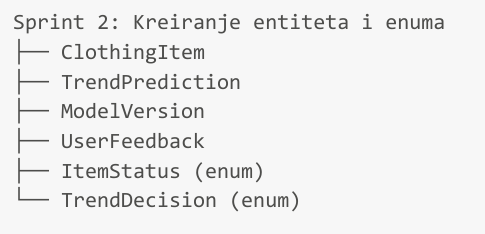 Sprint 2: Kreiranje entiteta i enuma
├── ClothingItem
├── TrendPrediction
├── ModelVersion
├── UserFeedback
├── ItemStatus (enum)
└── TrendDecision (enum)